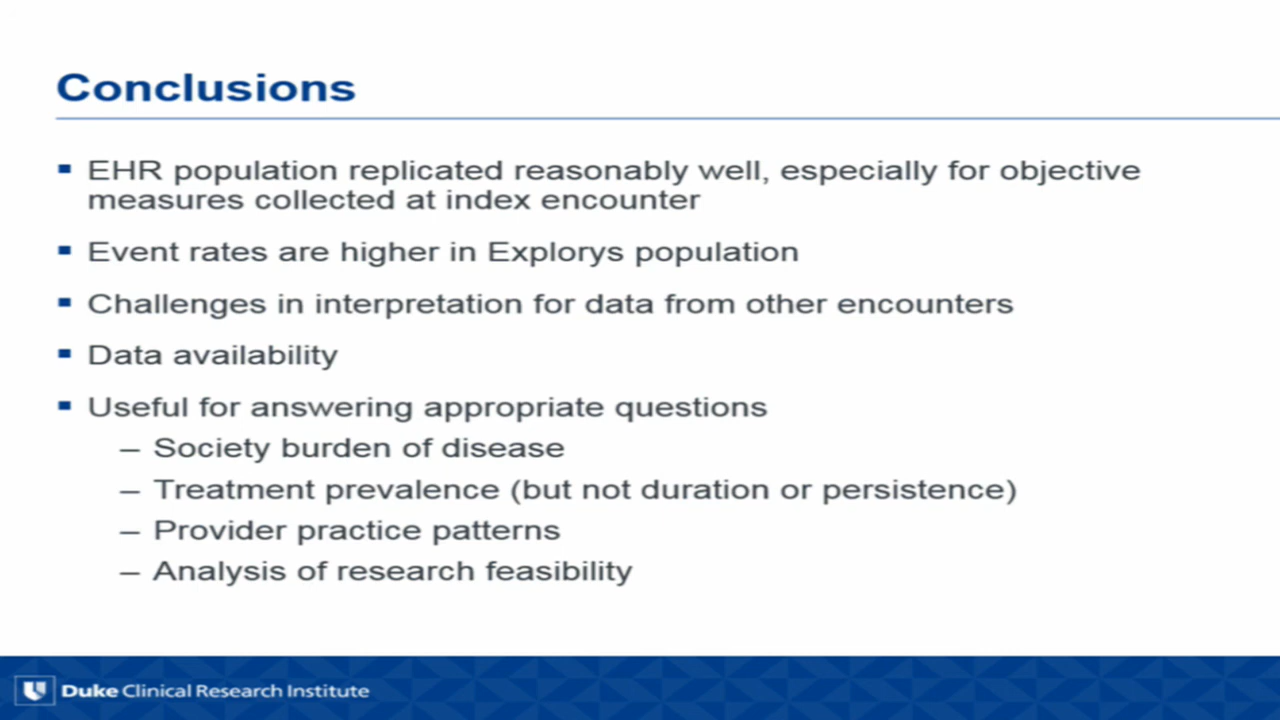 Conclusions
EHR population replicated reasonably well, especially for objective
measures collected at index encounter
Event rates are higher in Explorys population
Challenges in interpretation for data from other encounters
Data availability
Useful for answering appropriate questions
– Society burden of disease
– Treatment prevalence (but not duration or persistence)
– Provider practice patterns
– Analysis of research feasibility
Duke Clinical Research Institute